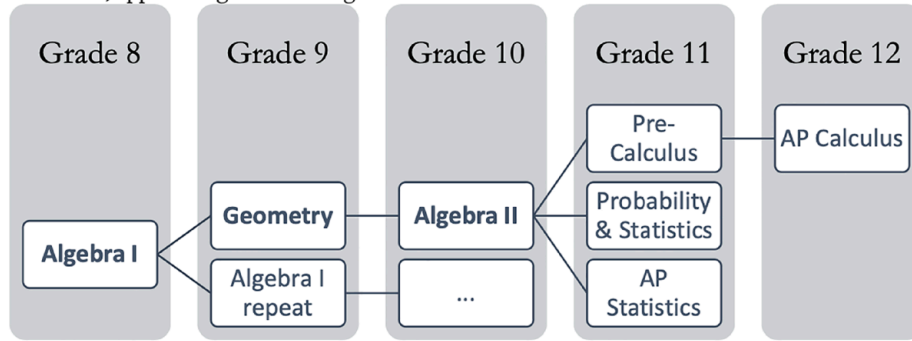 Grade 8
Grade 9
Grade 10
Grade 11
Grade 12
Algebra I
Geometry
Algebra I
repeat
Algebra II
...
Pre-
Calculus
Probability
& Statistics
AP
Statistics
AP Calculus